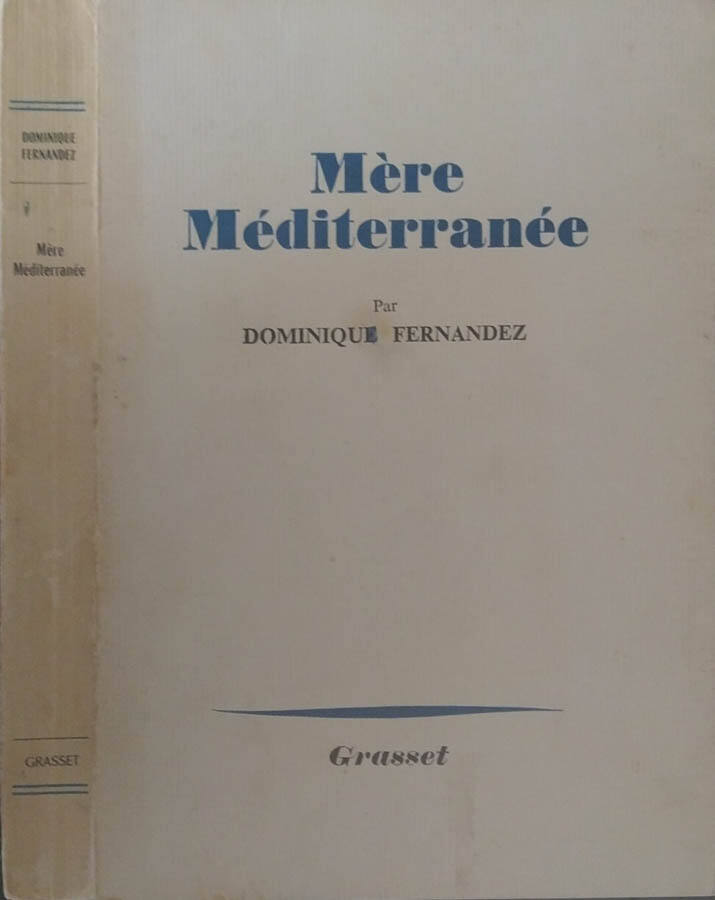 DOMINIQUE
FERNANDEZ
Mère
Méditerranée
GRASSET
Mère
Méditerranée
Par
DOMINIQUE FERNANDEZ
Grasset